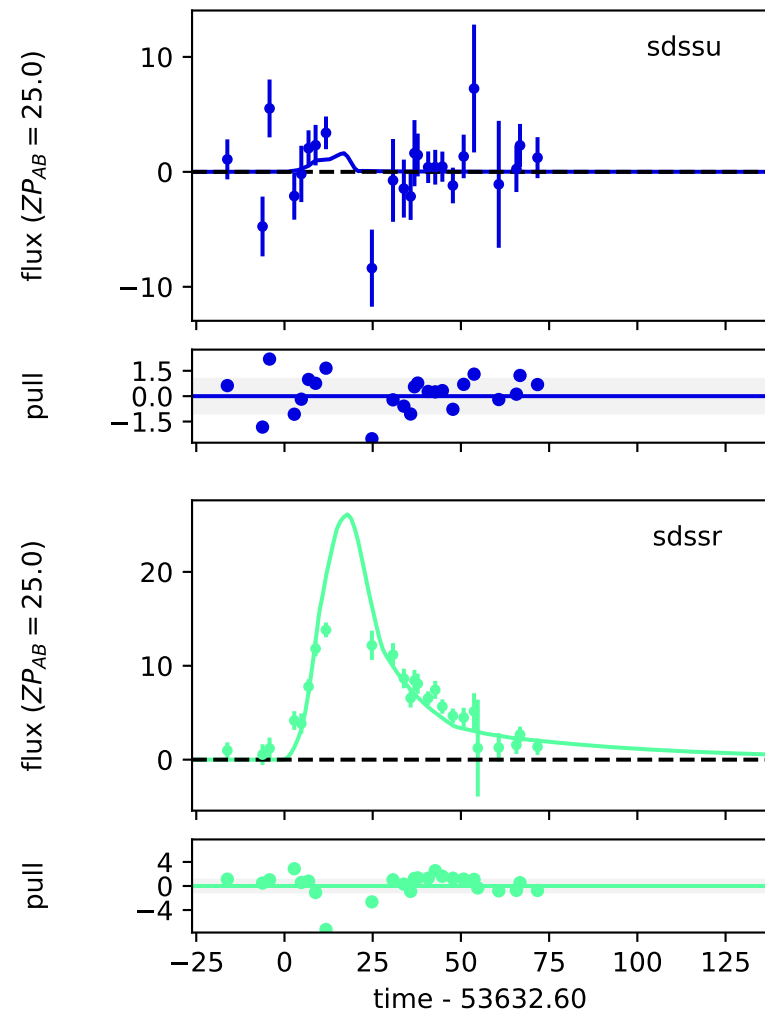 sdssu
flux (ZP_AB = 25.0)
10
0
−10
pull
1.5
0.0
−1.5
sdssr
flux (ZP_AB = 25.0)
20
10
0
pull
4
0
−4
−25 0 25 50 75 100 125
time - 53632.60